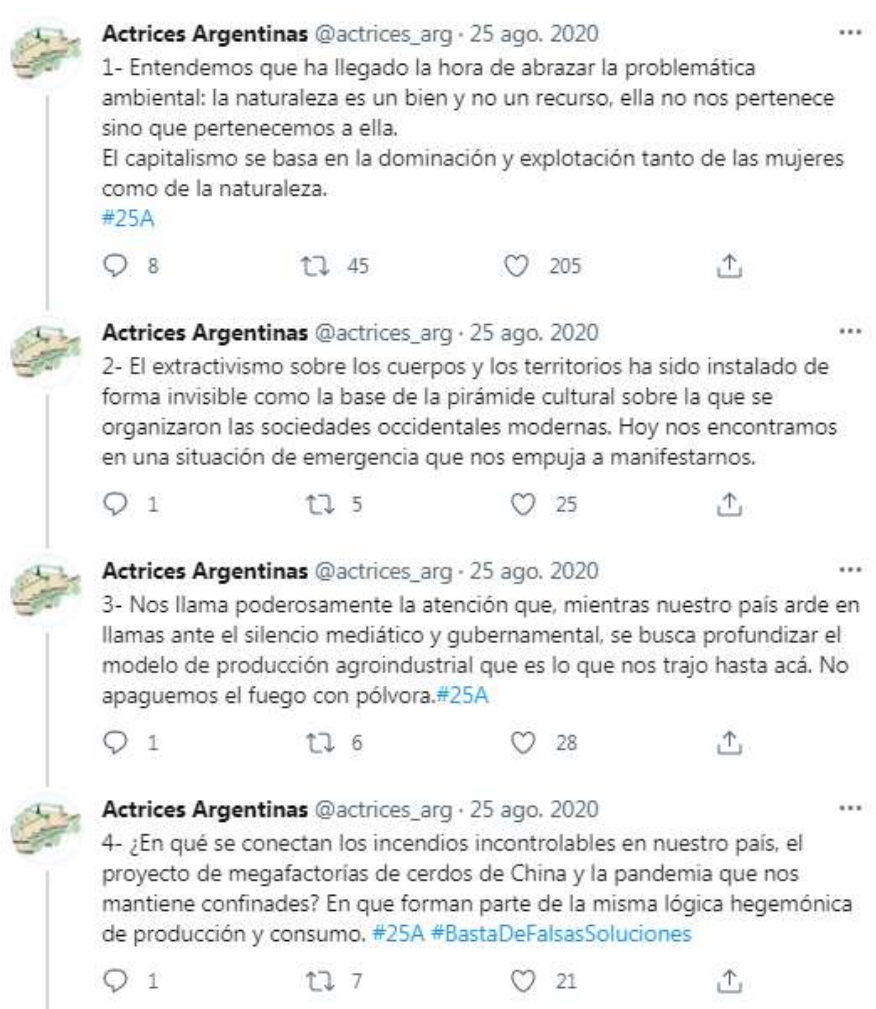 Actrices Argentinas @actrices_arg · 25 ago. 2020
1- Entendemos que ha llegado la hora de abrazar la problemática
ambiental: la naturaleza es un bien y no un recurso, ella no nos pertenece
sino que pertenecemos a ella.
El capitalismo se basa en la dominación y explotación tanto de las mujeres
como de la naturaleza.
#25A
8 45 205
Actrices Argentinas @actrices_arg · 25 ago. 2020
2- El extractivismo sobre los cuerpos y los territorios ha sido instalado de
forma invisible como la base de la pirámide cultural sobre la que se
organizaron las sociedades occidentales modernas. Hoy nos encontramos
en una situación de emergencia que nos empuja a manifestarnos.
1 5 25
Actrices Argentinas @actrices_arg · 25 ago. 2020
3- Nos llama poderosamente la atención que, mientras nuestro país arde en
llamas ante el silencio mediático y gubernamental, se busca profundizar el
modelo de producción agroindustrial que es lo que nos trajo hasta acá. No
apaguemos el fuego con pólvora.#25A
1 6 28
Actrices Argentinas @actrices_arg · 25 ago. 2020
4- ¿En qué se conectan los incendios incontrolables en nuestro país, el
proyecto de megafactorías de cerdos de China y la pandemia que nos
mantiene confinades? En que forman parte de la misma lógica hegemónica
de producción y consumo. #25A #BastaDeFalsasSoluciones
1 7 21